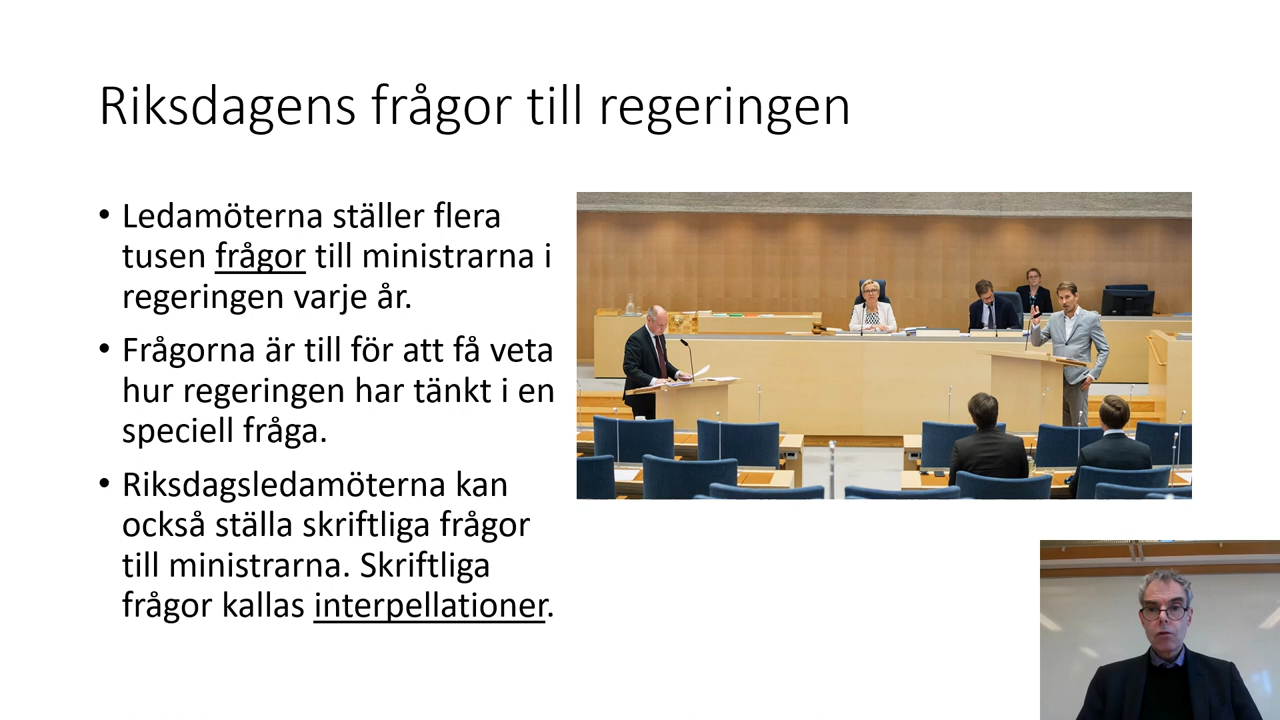 Riksdagens frågor till regeringen
• Ledamöterna ställer flera
tusen frågor till ministrarna i
regeringen varje år.
• Frågorna är till för att få veta
hur regeringen har tänkt i en
speciell fråga.
• Riksdagsledamöterna kan
också ställa skriftliga frågor
till ministrarna. Skriftliga
frågor kallas interpellationer.